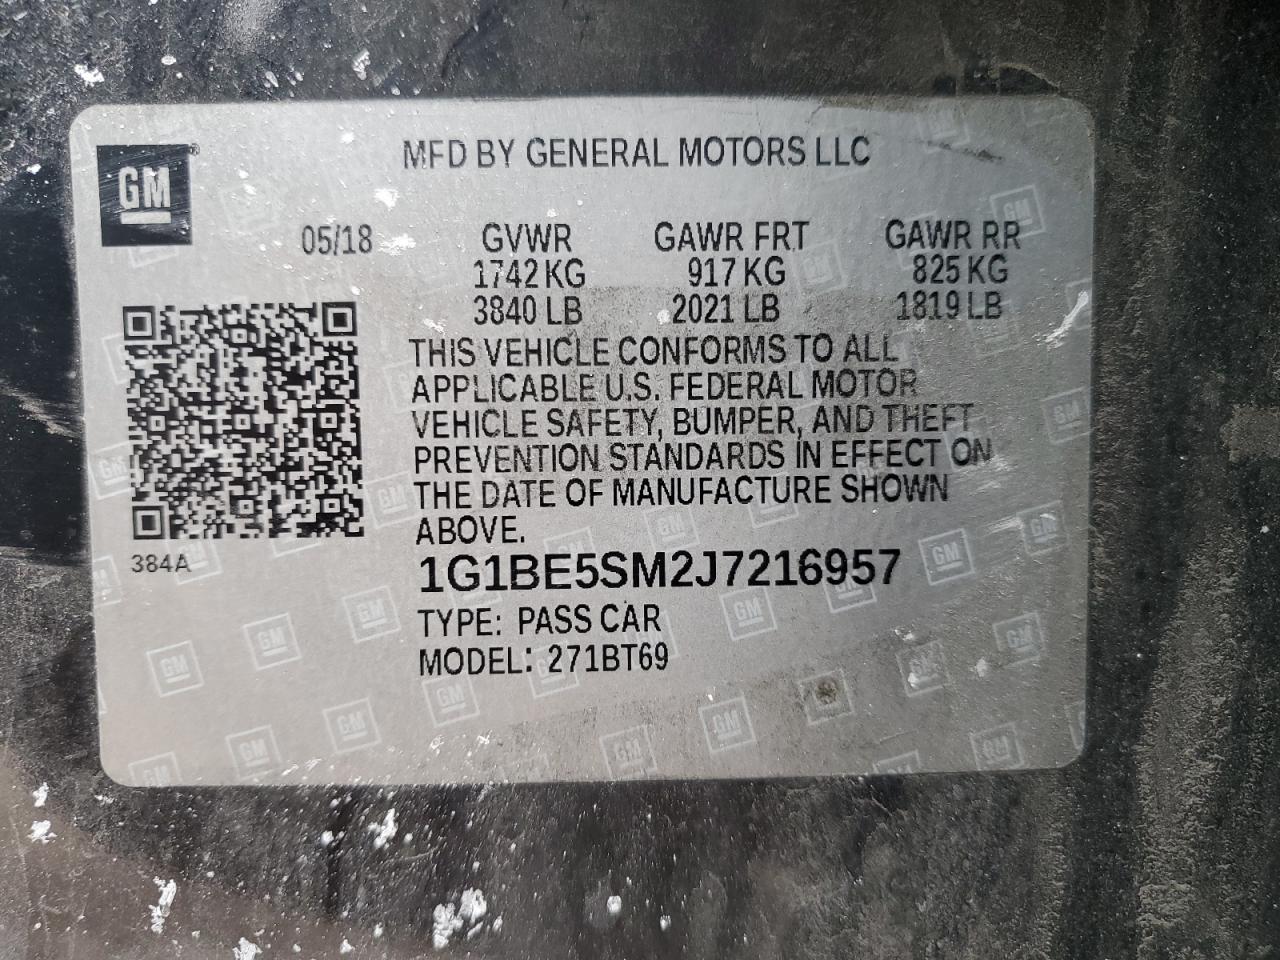 MFD BY GENERAL MOTORS LLC
GM
05/18 GVWR GAWR FRT GAWR RR
1742 KG 917 KG 825 KG
3840 LB 2021 LB 1819 LB
THIS VEHICLE CONFORMS TO ALL
APPLICABLE U.S. FEDERAL MOTOR
VEHICLE SAFETY, BUMPER, AND THEFT
PREVENTION STANDARDS IN EFFECT ON
THE DATE OF MANUFACTURE SHOWN
ABOVE.
384A
1G1BE5SM2J7216957
TYPE: PASS CAR
MODEL: 271BT69